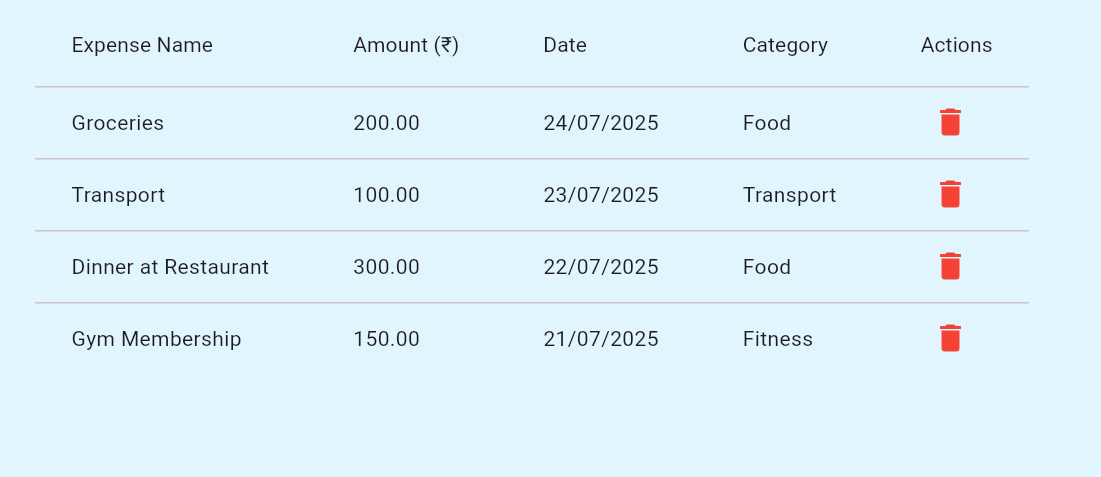 Expense Name Amount (₹) Date Category Actions
Groceries 200.00 24/07/2025 Food
Transport 100.00 23/07/2025 Transport
Dinner at Restaurant 300.00 22/07/2025 Food
Gym Membership 150.00 21/07/2025 Fitness